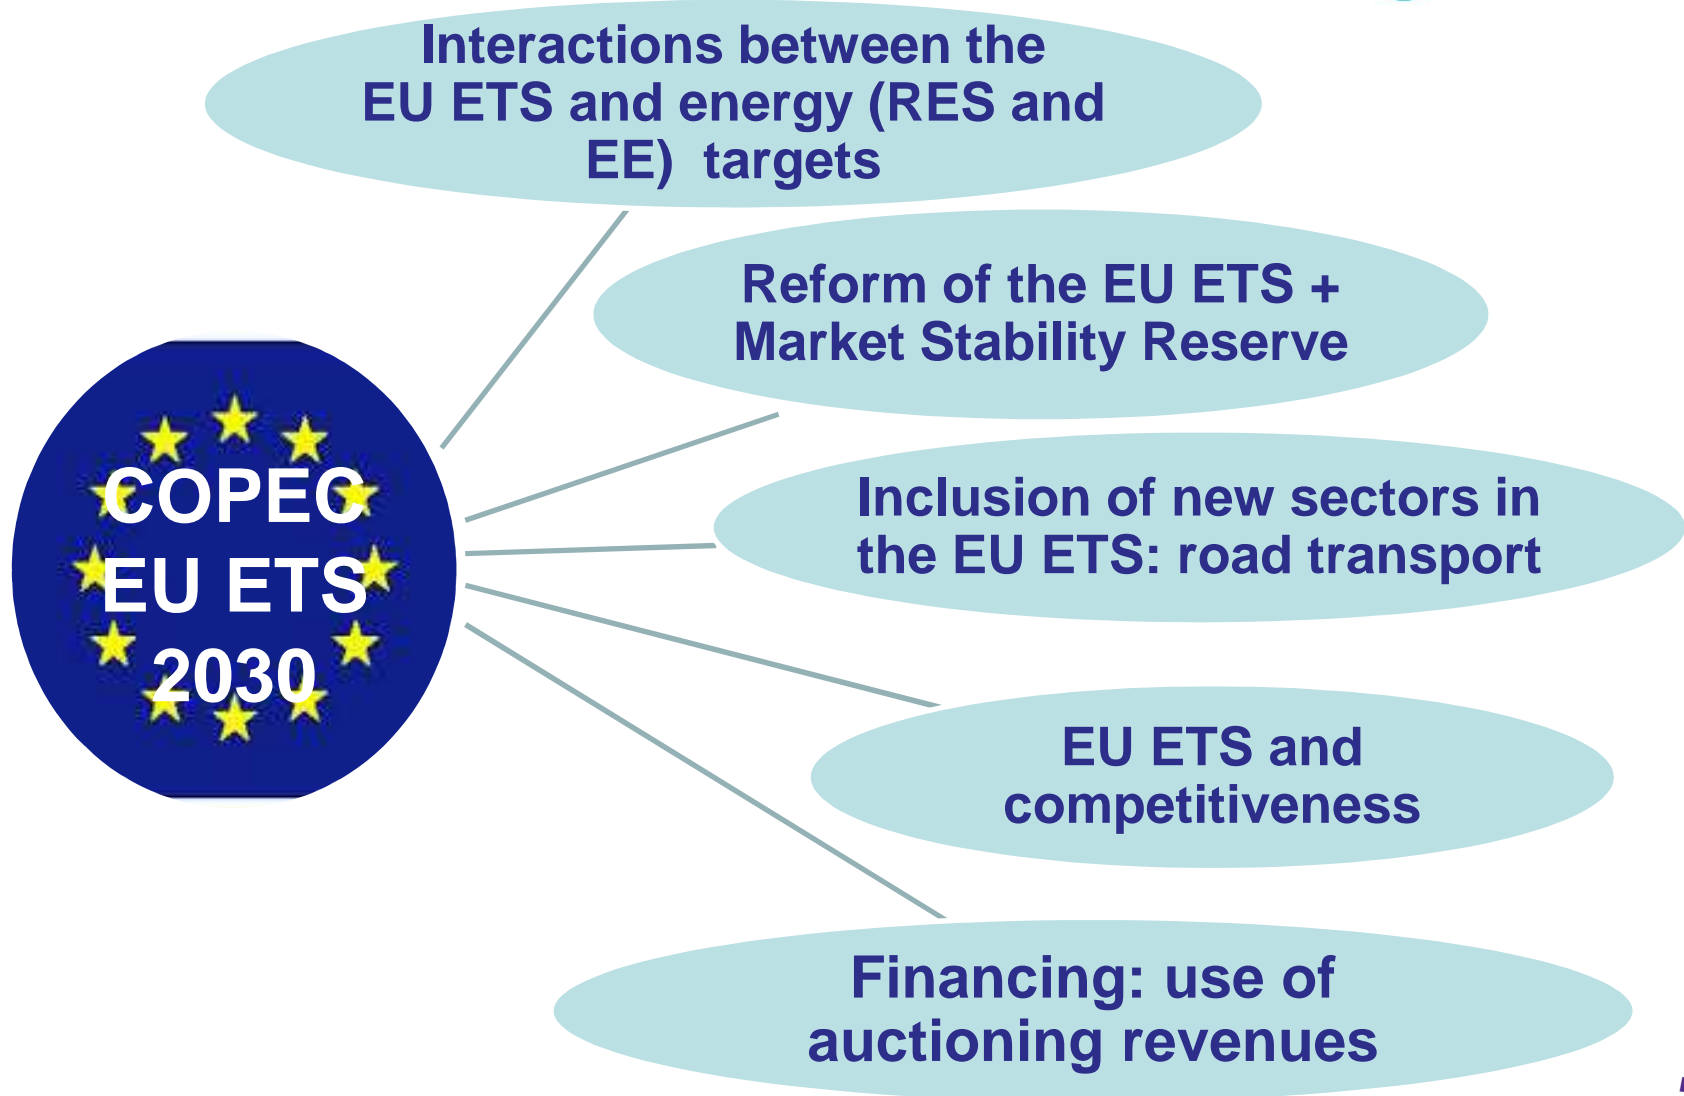 Interactions between the
EU ETS and energy (RES and
EE) targets
Reform of the EU ETS +
Market Stability Reserve
COPEC
EU ETS
2030
Inclusion of new sectors in
the EU ETS: road transport
EU ETS and
competitiveness
Financing: use of
auctioning revenues